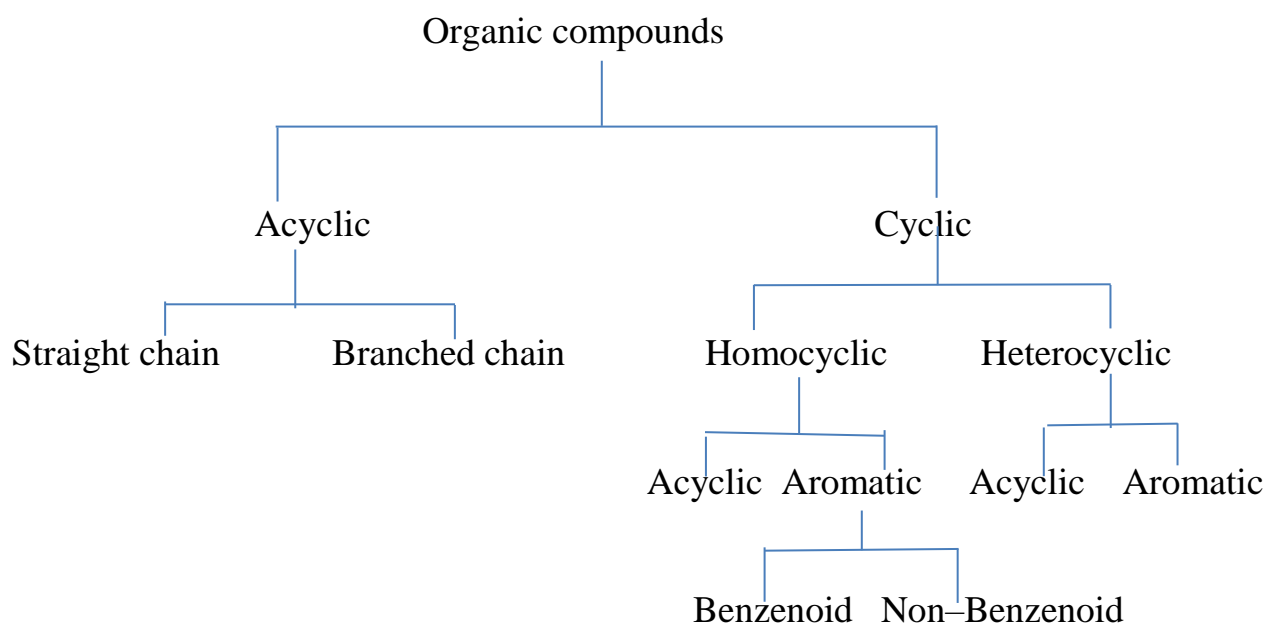 Organic compounds
Acyclic Cyclic
Straight chain Branched chain Homocyclic Heterocyclic
Acyclic Aromatic Acyclic Aromatic
Benzenoid Non–Benzenoid